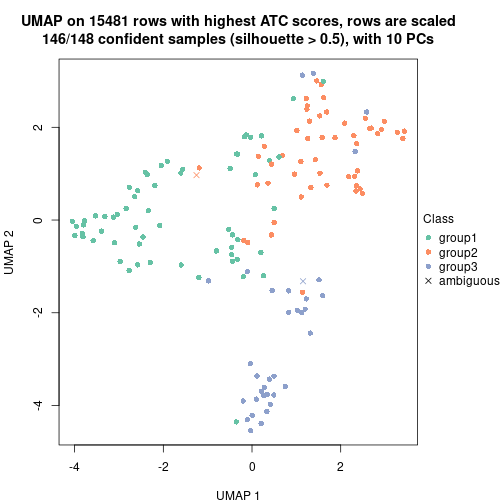 UMAP on 15481 rows with highest ATC scores, rows are scaled
146/148 confident samples (silhouette > 0.5), with 10 PCs
2
0
-2
-4
UMAP 2
-4
-2
0
2
UMAP 1
Class
group1
group2
group3
ambiguous